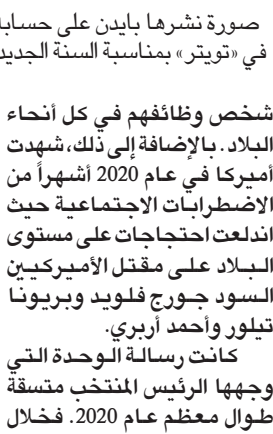 صورة نشرها بايدن على حسابه
في «تويتر» بمناسبة السنة الجديد
شخص وظائفهم في كل أنحاء
البلاد. بالإضافة إلى ذلك، شهدت
أميركا في عام 2020 أشهراً من
الاضطرابات الاجتماعية حيث
اندلعت احتجاجات على مستوى
البلاد على مقتل الأميركيين
السود جورج فلويد وبريونا
تيلور وأحمد أربري.
كانت رسالة الوحدة التي
وجهها الرئيس المنتخب متسقة
طوال معظم عام 2020. فخلال